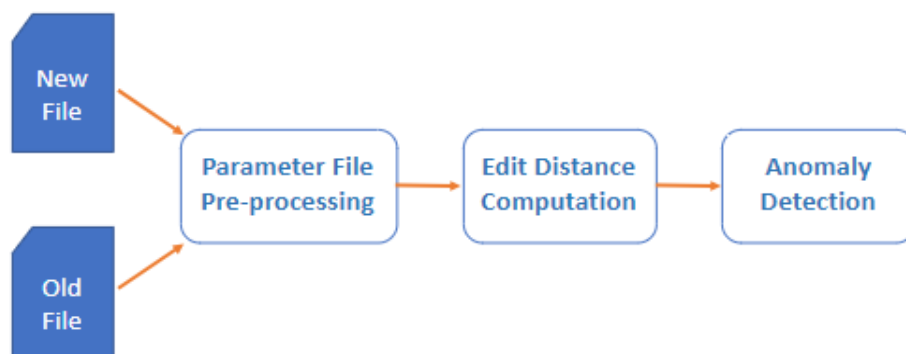 New
File
Parameter File
Pre-processing
Edit Distance
Computation
Anomaly
Detection
Old
File